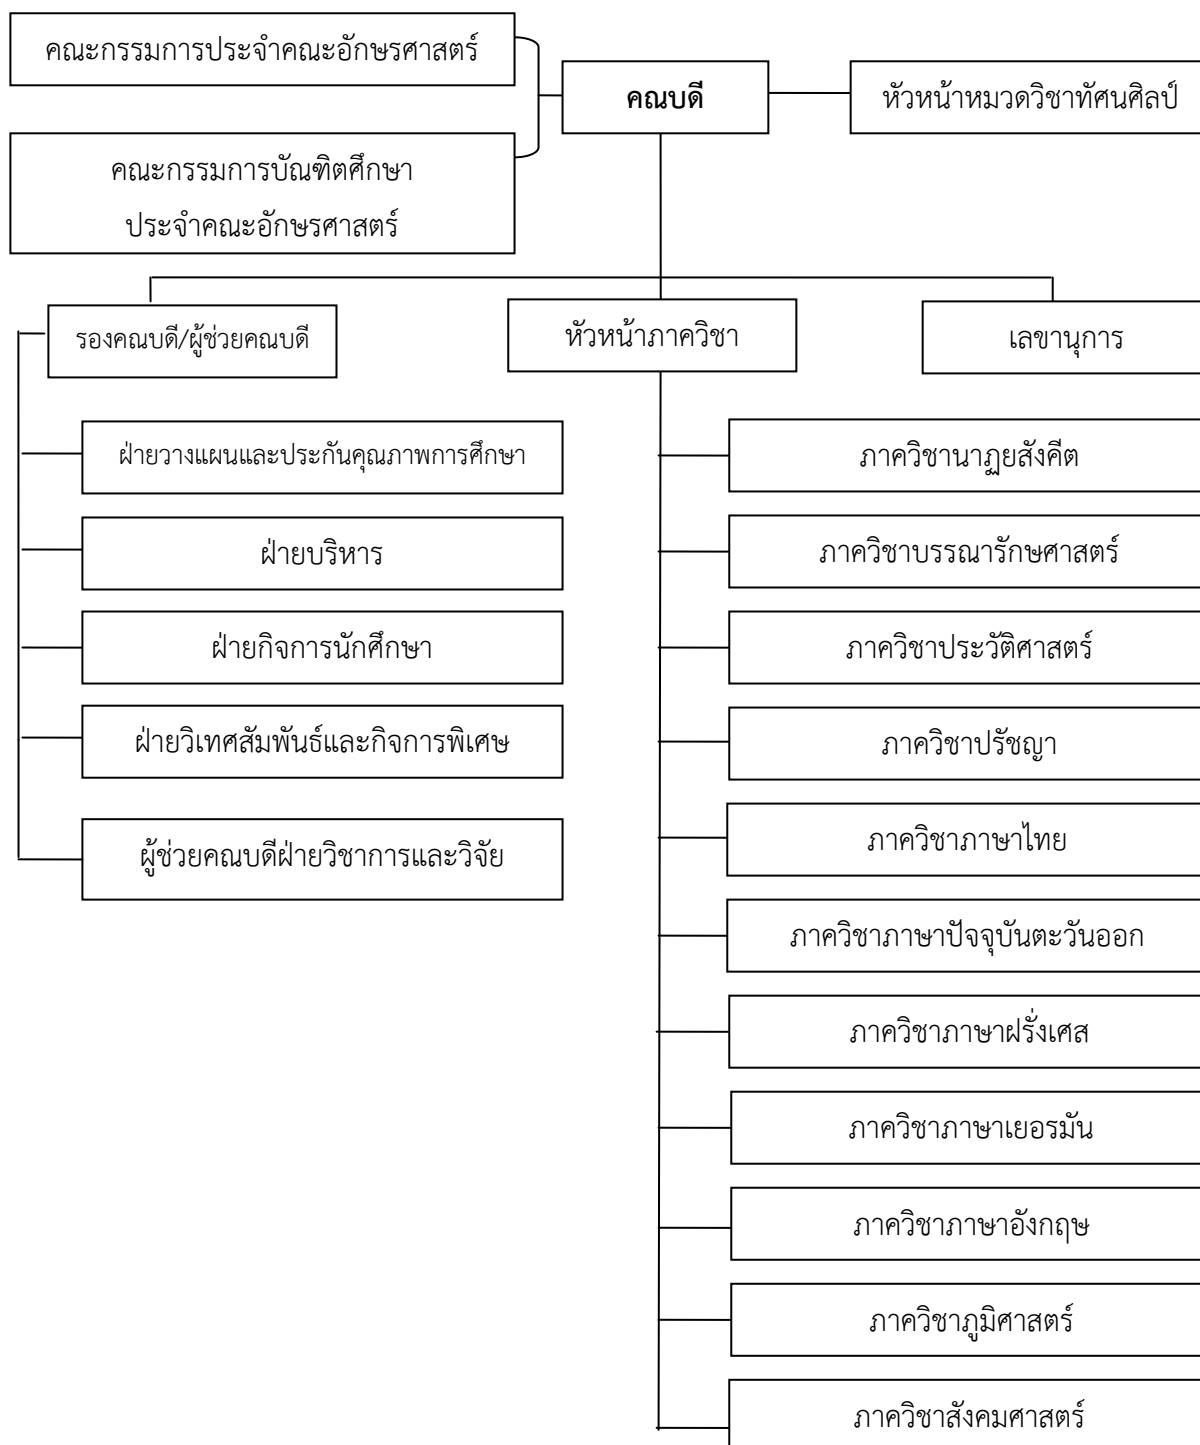 คณะกรรมการประจำคณะอักษรศาสตร์
คณบดี
หัวหน้าหมวดวิชาทัศนศิลป์
คณะกรรมการบัณฑิตศึกษา
ประจำคณะอักษรศาสตร์
รองคณบดี/ผู้ช่วยคณบดี
หัวหน้าภาควิชา
เลขานุการ
ฝ่ายวางแผนและประกันคุณภาพการศึกษา
ฝ่ายบริหาร
ฝ่ายกิจการนักศึกษา
ฝ่ายวิเทศสัมพันธ์และกิจการพิเศษ
ผู้ช่วยคณบดีฝ่ายวิชาการและวิจัย
ภาควิชานาฏยสังคีต
ภาควิชาบรรณารักษศาสตร์
ภาควิชาประวัติศาสตร์
ภาควิชาปรัชญา
ภาควิชาภาษาไทย
ภาควิชาภาษาปัจจุบันตะวันออก
ภาควิชาภาษาฝรั่งเศส
ภาควิชาภาษาเยอรมัน
ภาควิชาภาษาอังกฤษ
ภาควิชาภูมิศาสตร์
ภาควิชาสังคมศาสตร์